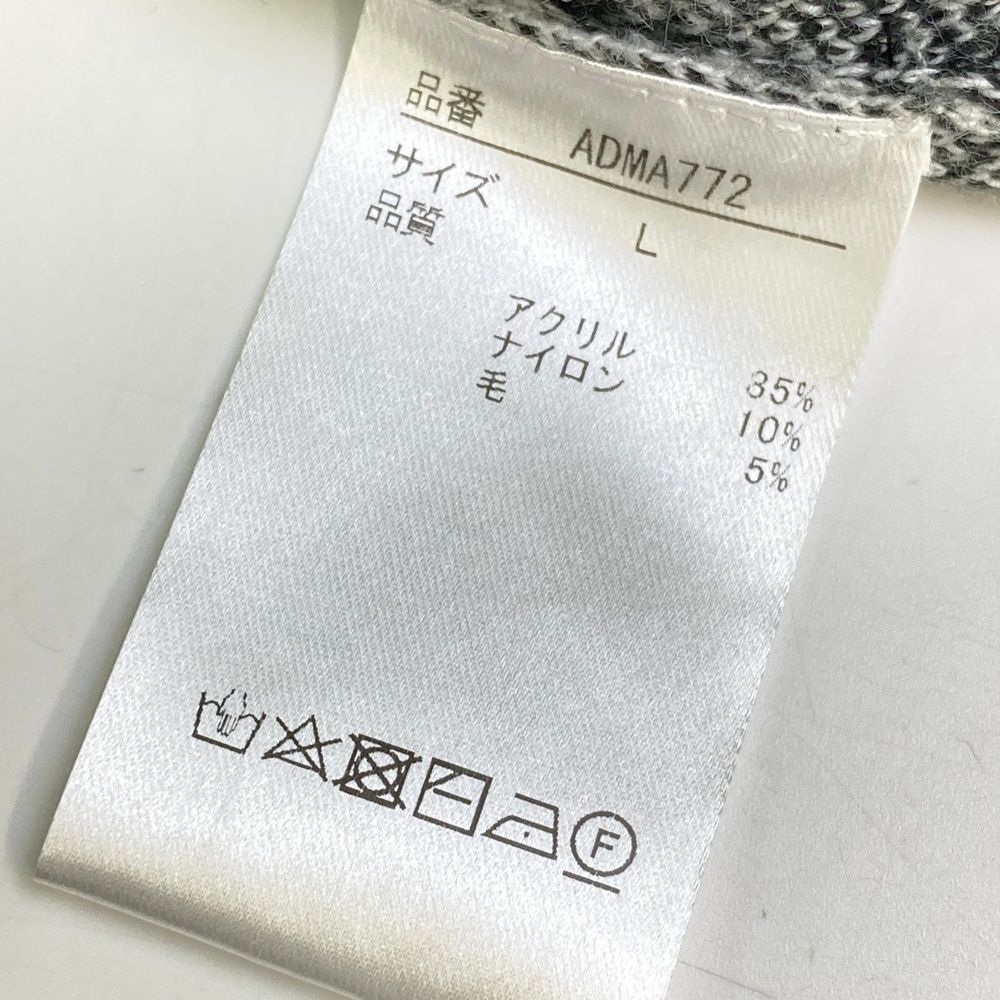 品番 ADMA772
サイズ L
品質
アクリル 85%
ナイロン 10%
毛 5%
F